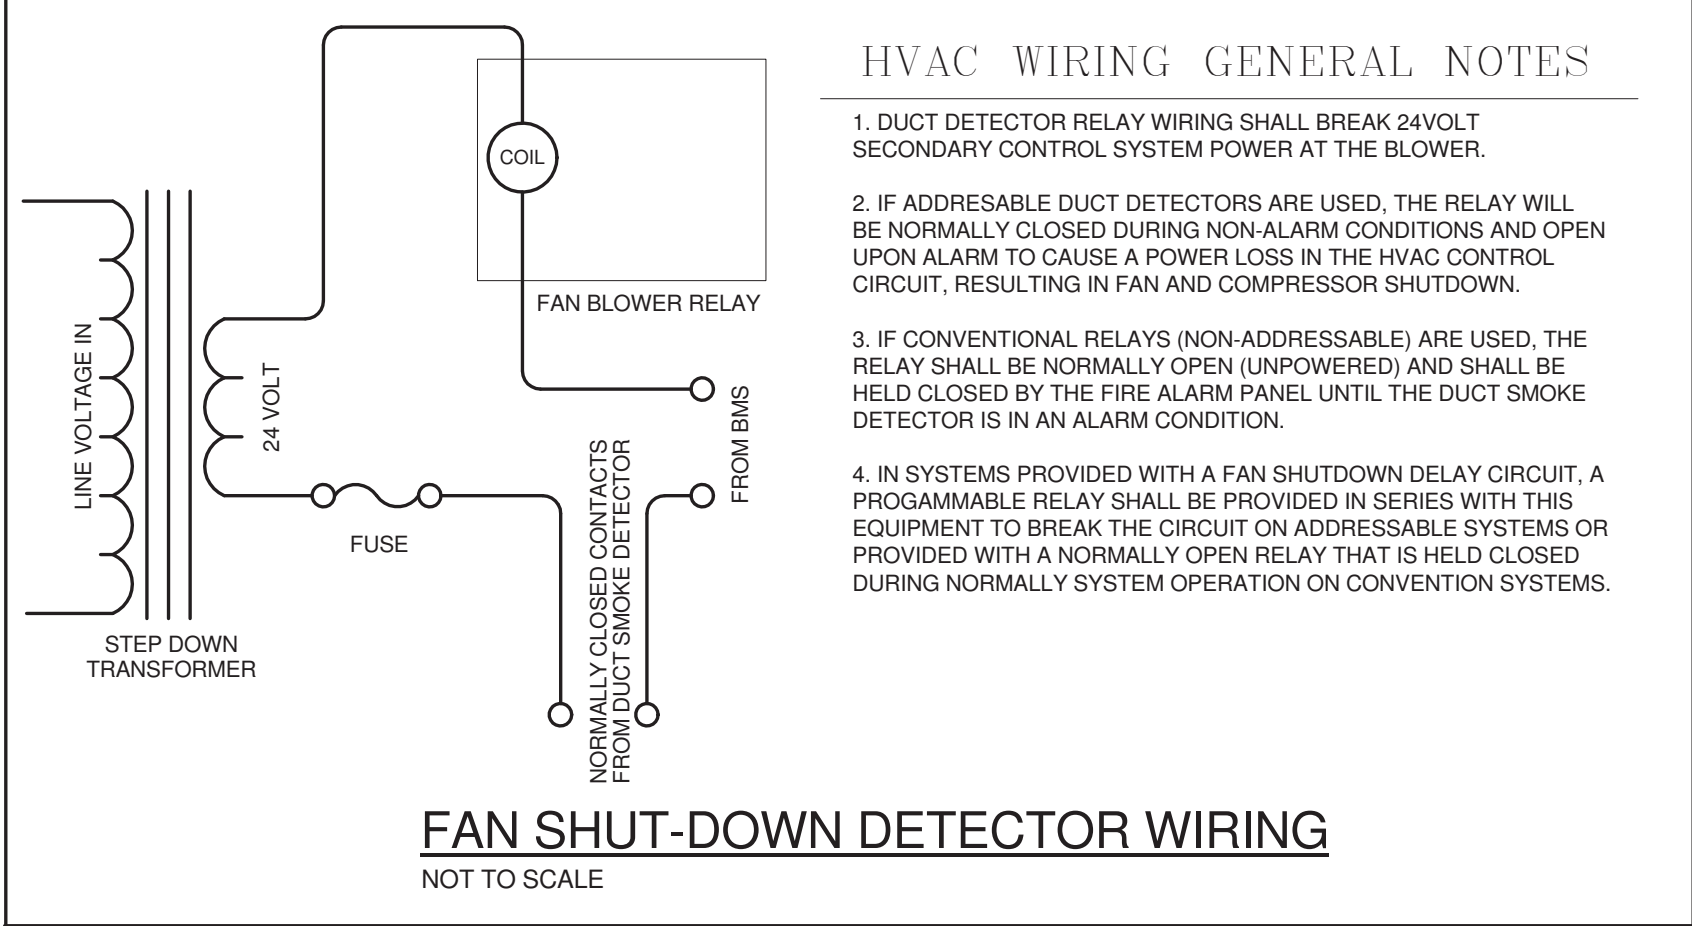 HVAC WIRING GENERAL NOTES
1. DUCT DETECTOR RELAY WIRING SHALL BREAK 24VOLT
SECONDARY CONTROL SYSTEM POWER AT THE BLOWER.
2. IF ADDRESABLE DUCT DETECTORS ARE USED, THE RELAY WILL
BE NORMALLY CLOSED DURING NON-ALARM CONDITIONS AND OPEN
UPON ALARM TO CAUSE A POWER LOSS IN THE HVAC CONTROL
CIRCUIT, RESULTING IN FAN AND COMPRESSOR SHUTDOWN.
3. IF CONVENTIONAL RELAYS (NON-ADDRESSABLE) ARE USED, THE
RELAY SHALL BE NORMALLY OPEN (UNPOWERED) AND SHALL BE
HELD CLOSED BY THE FIRE ALARM PANEL UNTIL THE DUCT SMOKE
DETECTOR IS IN AN ALARM CONDITION.
4. IN SYSTEMS PROVIDED WITH A FAN SHUTDOWN DELAY CIRCUIT, A
PROGAMMABLE RELAY SHALL BE PROVIDED IN SERIES WITH THIS
EQUIPMENT TO BREAK THE CIRCUIT ON ADDRESSABLE SYSTEMS OR
PROVIDED WITH A NORMALLY OPEN RELAY THAT IS HELD CLOSED
DURING NORMALLY SYSTEM OPERATION ON CONVENTION SYSTEMS.
COIL
FAN BLOWER RELAY
LINE VOLTAGE IN
24 VOLT
FROM BMS
FUSE
NORMALLY CLOSED CONTACTS
FROM DUCT SMOKE DETECTOR
STEP DOWN
TRANSFORMER
FAN SHUT-DOWN DETECTOR WIRING
NOT TO SCALE